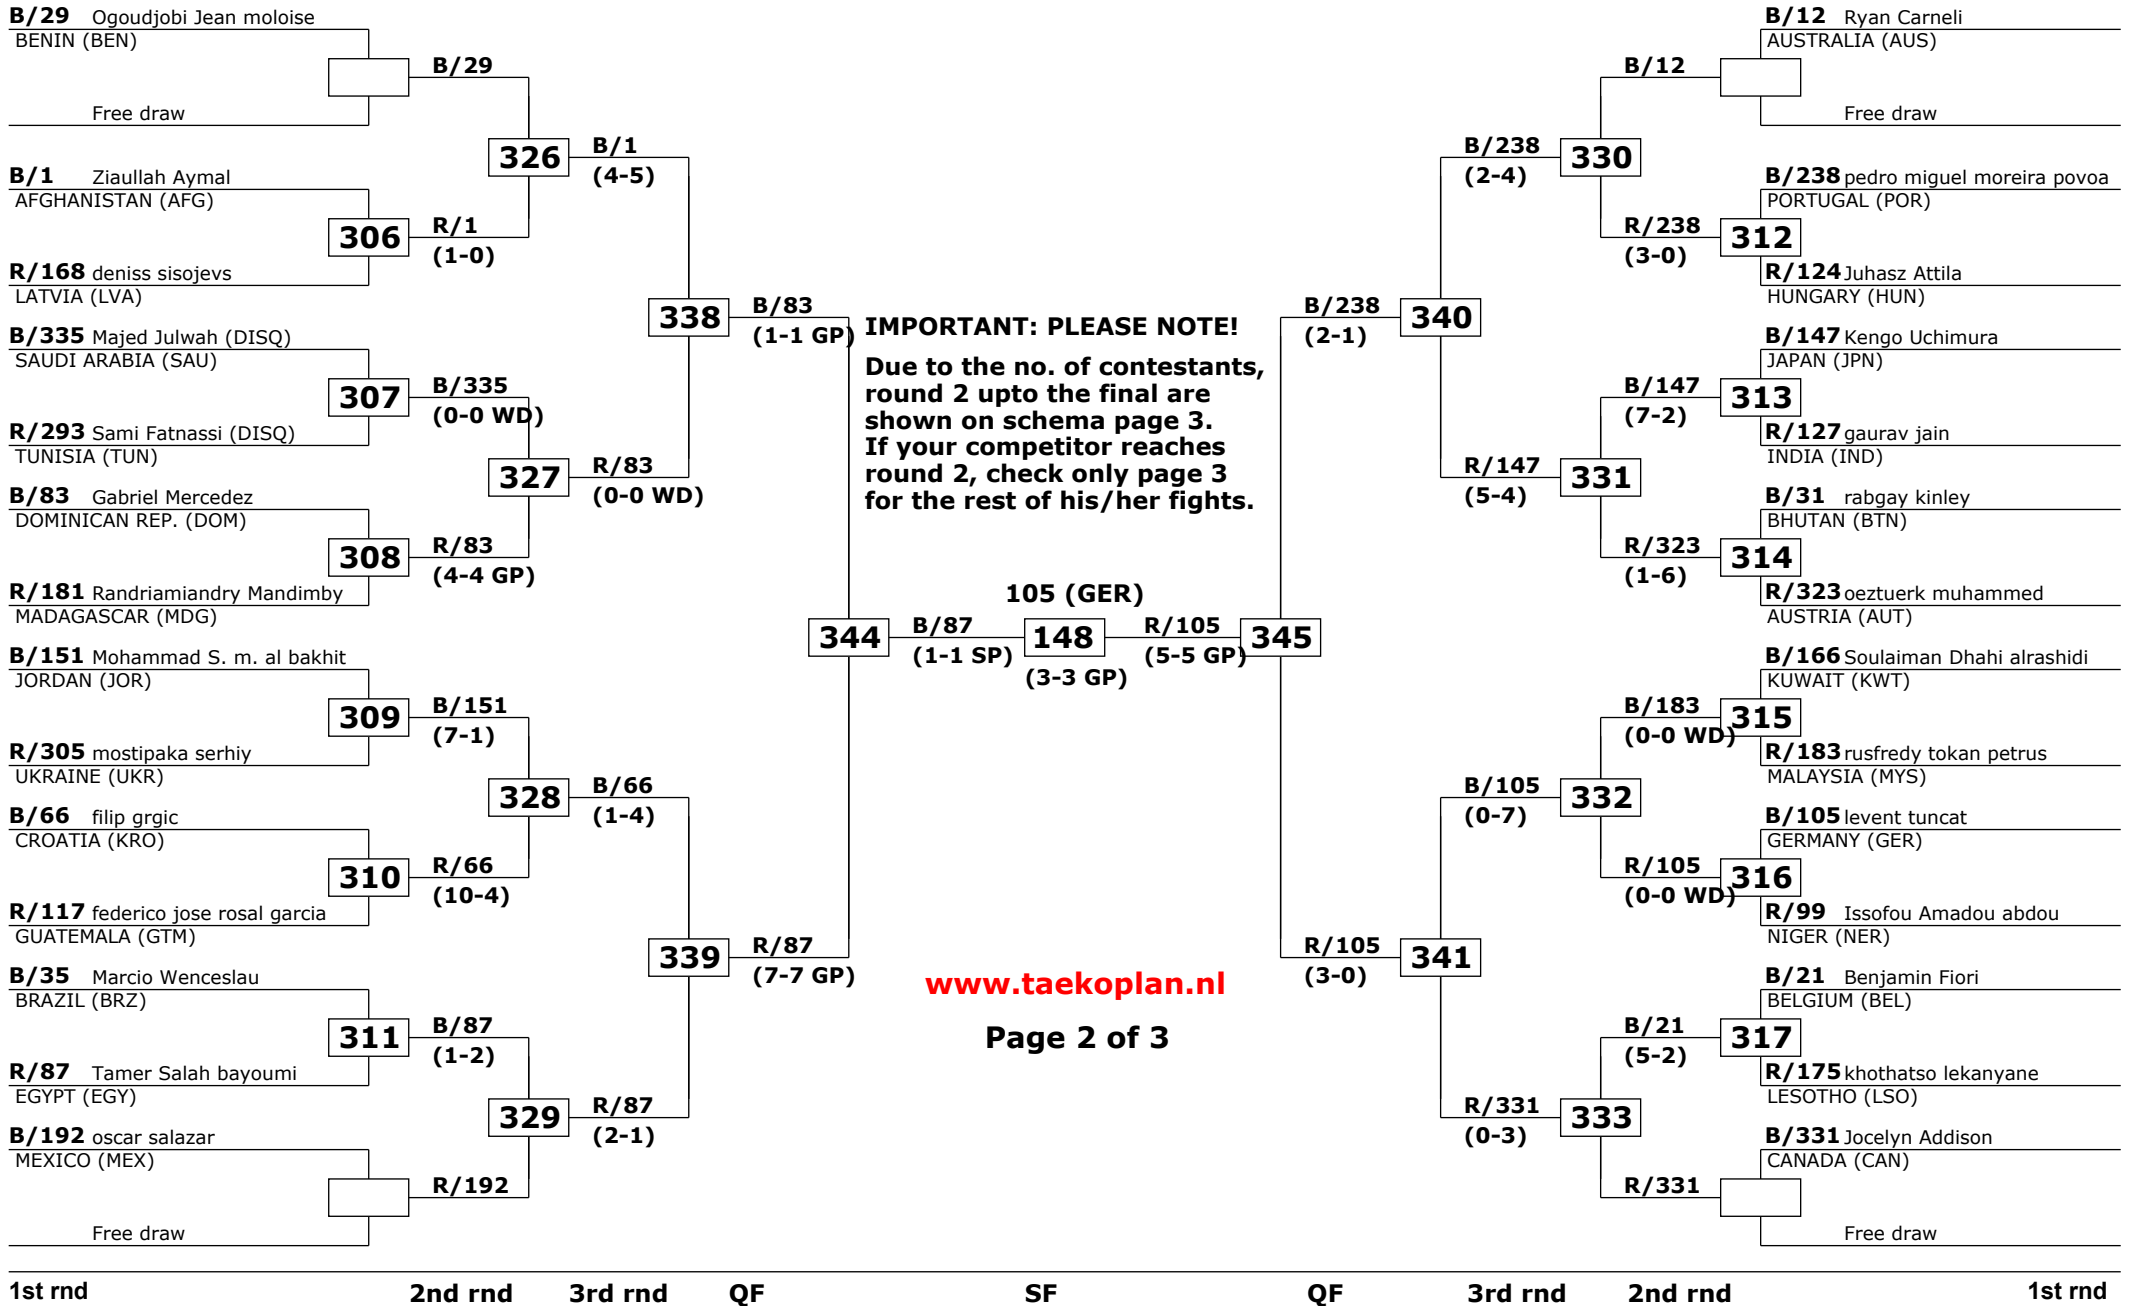 B/29 Ogoudjobi Jean moloise
BENIN (BEN)
B/29
Free draw
326
B/1
(4-5)
B/1 Ziaullah Aymal
AFGHANISTAN (AFG)
306
R/1
(1-0)
R/168 deniss sisojevs
LATVIA (LVA)
338
B/83
(1-1 GP)
B/335 Majed Julwah (DISQ)
SAUDI ARABIA (SAU)
307
B/335
(0-0 WD)
R/293 Sami Fatnassi (DISQ)
TUNISIA (TUN)
327
R/83
(0-0 WD)
B/83 Gabriel Mercedez
DOMINICAN REP. (DOM)
308
R/83
(4-4 GP)
R/181 Randriamiandry Mandimby
MADAGASCAR (MDG)
344
B/87
(1-1 SP)
B/151 Mohammad S. m. al bakhit
JORDAN (JOR)
309
B/151
(7-1)
R/305 mostipaka serhiy
UKRAINE (UKR)
328
B/66
(1-4)
B/66 filip grgic
CROATIA (KRO)
310
R/66
(10-4)
R/117 federico jose rosal garcia
GUATEMALA (GTM)
339
R/87
(7-7 GP)
B/35 Marcio Wenceslau
BRAZIL (BRZ)
311
B/87
(1-2)
R/87 Tamer Salah bayoumi
EGYPT (EGY)
329
R/87
(2-1)
B/192 oscar salazar
MEXICO (MEX)
R/192
Free draw
IMPORTANT: PLEASE NOTE!
Due to the no. of contestants,
round 2 upto the final are
shown on schema page 3.
If your competitor reaches
round 2, check only page 3
for the rest of his/her fights.
105 (GER)
148
(3-3 GP)
www.taekoplan.nl
Page 2 of 3
B/12 Ryan Carneli
AUSTRALIA (AUS)
B/12
Free draw
B/238
(2-4)
330
B/238 pedro miguel moreira povoa
PORTUGAL (POR)
R/238
(3-0)
312
R/124 Juhasz Attila
HUNGARY (HUN)
B/238
(2-1)
340
B/147 Kengo Uchimura
JAPAN (JPN)
B/147
(7-2)
313
R/127 gaurav jain
INDIA (IND)
R/147
(5-4)
331
B/31 rabgay kinley
BHUTAN (BTN)
R/323
(1-6)
314
R/323 oeztuerk muhammed
AUSTRIA (AUT)
R/105
(5-5 GP)
345
B/166 Soulaiman Dhahi alrashidi
KUWAIT (KWT)
B/183
(0-0 WD)
315
R/183 rusfredy tokan petrus
MALAYSIA (MYS)
B/105
(0-7)
332
B/105 levent tuncat
GERMANY (GER)
R/105
(0-0 WD)
316
R/99 Issofou Amadou abdou
NIGER (NER)
R/105
(3-0)
341
B/21 Benjamin Fiori
BELGIUM (BEL)
B/21
(5-2)
317
R/175 khothatso lekanyane
LESOTHO (LSO)
R/331
(0-3)
333
B/331 Jocelyn Addison
CANADA (CAN)
R/331
Free draw
1st rnd 2nd rnd 3rd rnd QF SF QF 3rd rnd 2nd rnd 1st rnd